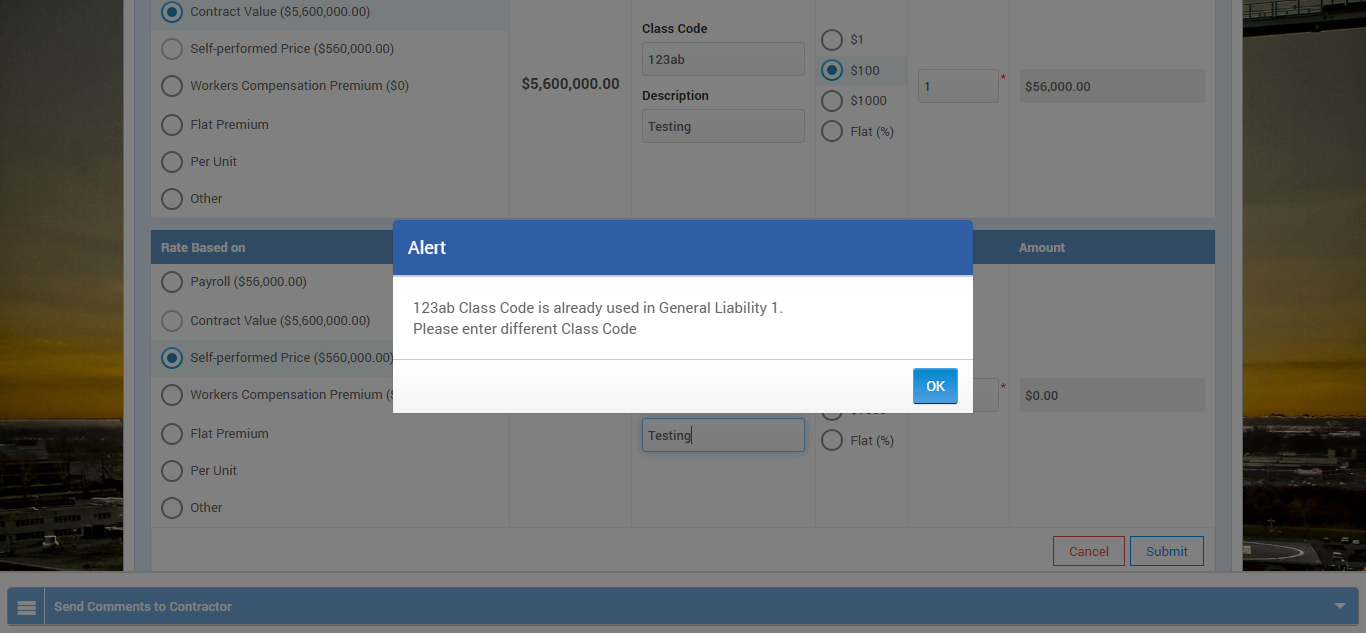 Contract Value ($5,600,000.00)
Self-performed Price ($560,000.00)
Workers Compensation Premium ($0)
Flat Premium
Per Unit
Other
$5,600,000.00
Class Code
123ab
Description
Testing
$1
$100
$1000
Flat (%)
1
*
$56,000.00
Rate Based on
Amount
Payroll ($56,000.00)
Contract Value ($5,600,000.00)
Self-performed Price ($560,000.00)
Workers Compensation Premium (
Flat Premium
Per Unit
Other
Alert
123ab Class Code is already used in General Liability 1.
Please enter different Class Code
OK
Testing
Flat (%)
*
$0.00
Cancel
Submit
Send Comments to Contractor